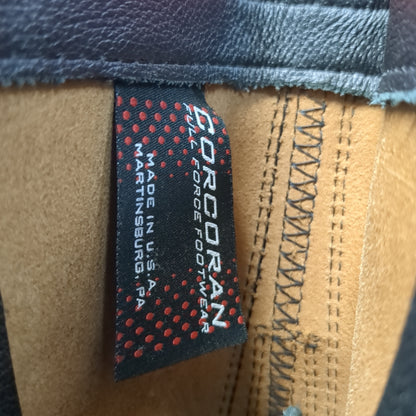 CORCORAN
FULL FORCE FOOTWEAR
MADE IN U.S.A.
MARTINSBURG, PA